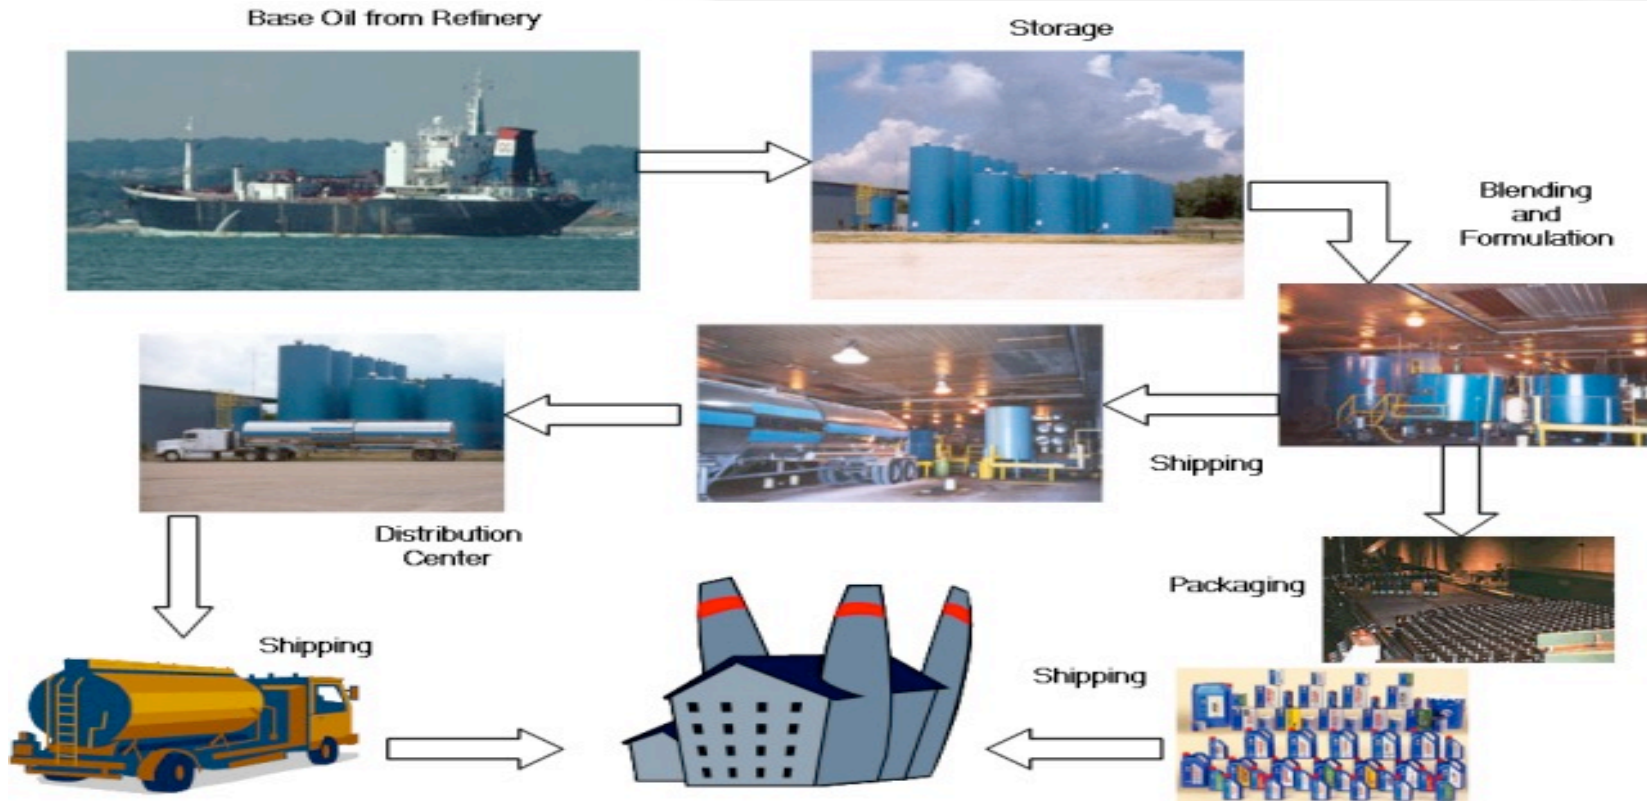 Base Oil from Refinery
Storage
Blending
and
Formulation
Shipping
Distribution
Center
Packaging
Shipping
Shipping